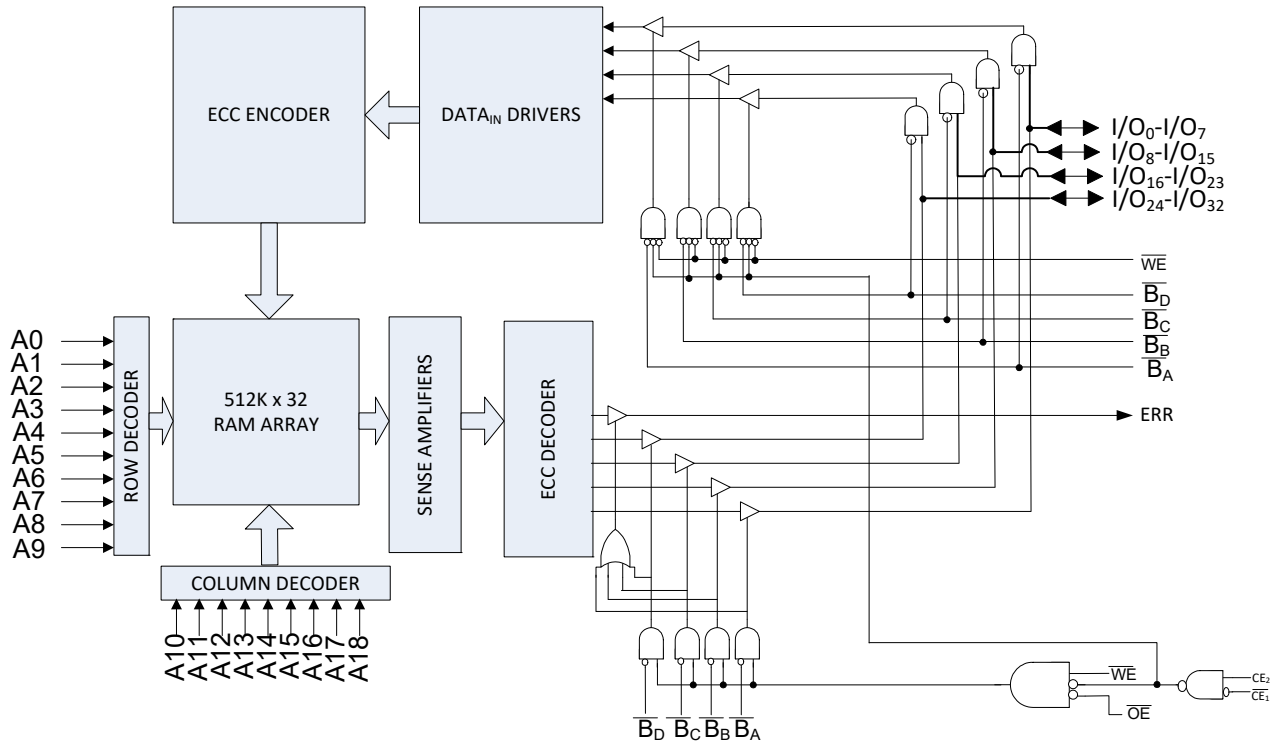 ECC ENCODER
DATAIN DRIVERS
I/O0-I/O7
I/O8-I/O15
I/O16-I/O23
I/O24-I/O32
WE
BD
BC
BB
BA
A0
A1
A2
A3
A4
A5
A6
A7
A8
A9
ROW DECODER
512K x 32
RAM ARRAY
SENSE AMPLIFIERS
ECC DECODER
ERR
COLUMN DECODER
A10
A11
A12
A13
A14
A15
A16
A17
A18
BD
BC
BB
BA
WE
OE
CE2
CE1